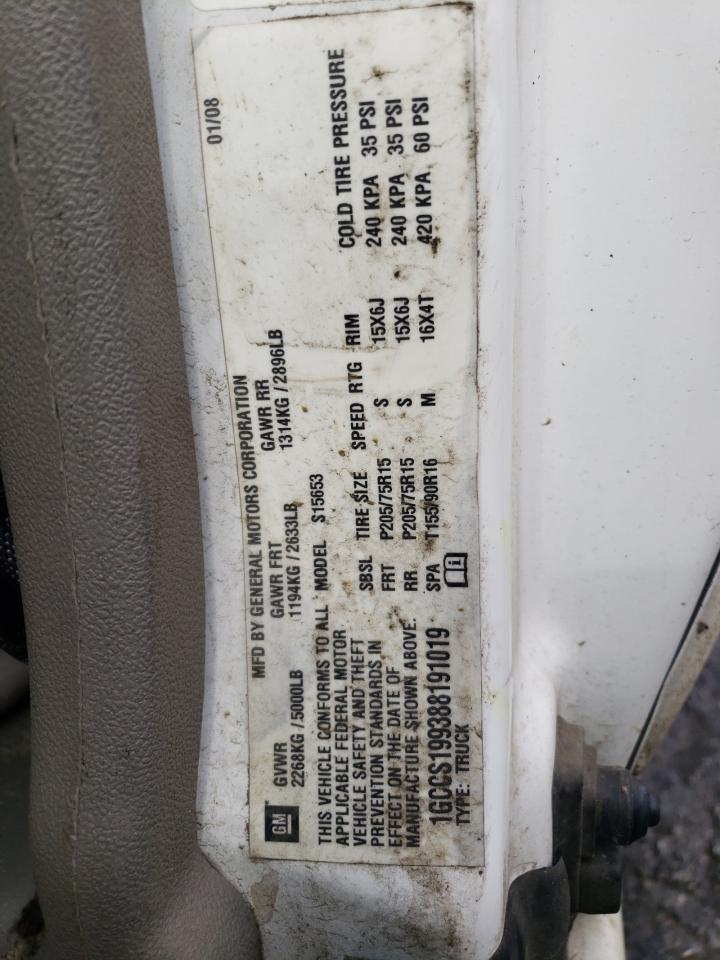 GM
MFD BY GENERAL MOTORS CORPORATION
01/08
GVWR GAWR FRT GAWR RR
2268KG/5000LB 1194KG/2633LB 1314KG/2896LB
THIS VEHICLE CONFORMS TO ALL
APPLICABLE FEDERAL MOTOR
VEHICLE SAFETY AND THEFT
PREVENTION STANDARDS IN
EFFECT ON THE DATE OF
MANUFACTURE SHOWN ABOVE.
1GCCS199388191019
TYPE: TRUCK
MODEL S15653
SBSL TIRE SIZE SPEED RTG RIM COLD TIRE PRESSURE
FRT P205/75R15 S 15X6J 240 KPA 35 PSI
RR P205/75R15 S 15X6J 240 KPA 35 PSI
SPA T155/90R16 M 16X4T 420 KPA 60 PSI